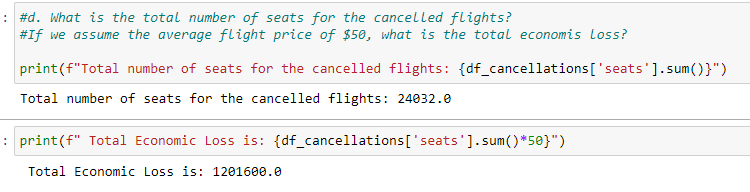 : #d. What is the total number of seats for the cancelled flights?
#If we assume the average flight price of $50, what is the total economis loss?
print(f"Total number of seats for the cancelled flights: {df_cancellations['seats'].sum()}")
Total number of seats for the cancelled flights: 24032.0
: print(f" Total Economic Loss is: {df_cancellations['seats'].sum()*50}")
Total Economic Loss is: 1201600.0